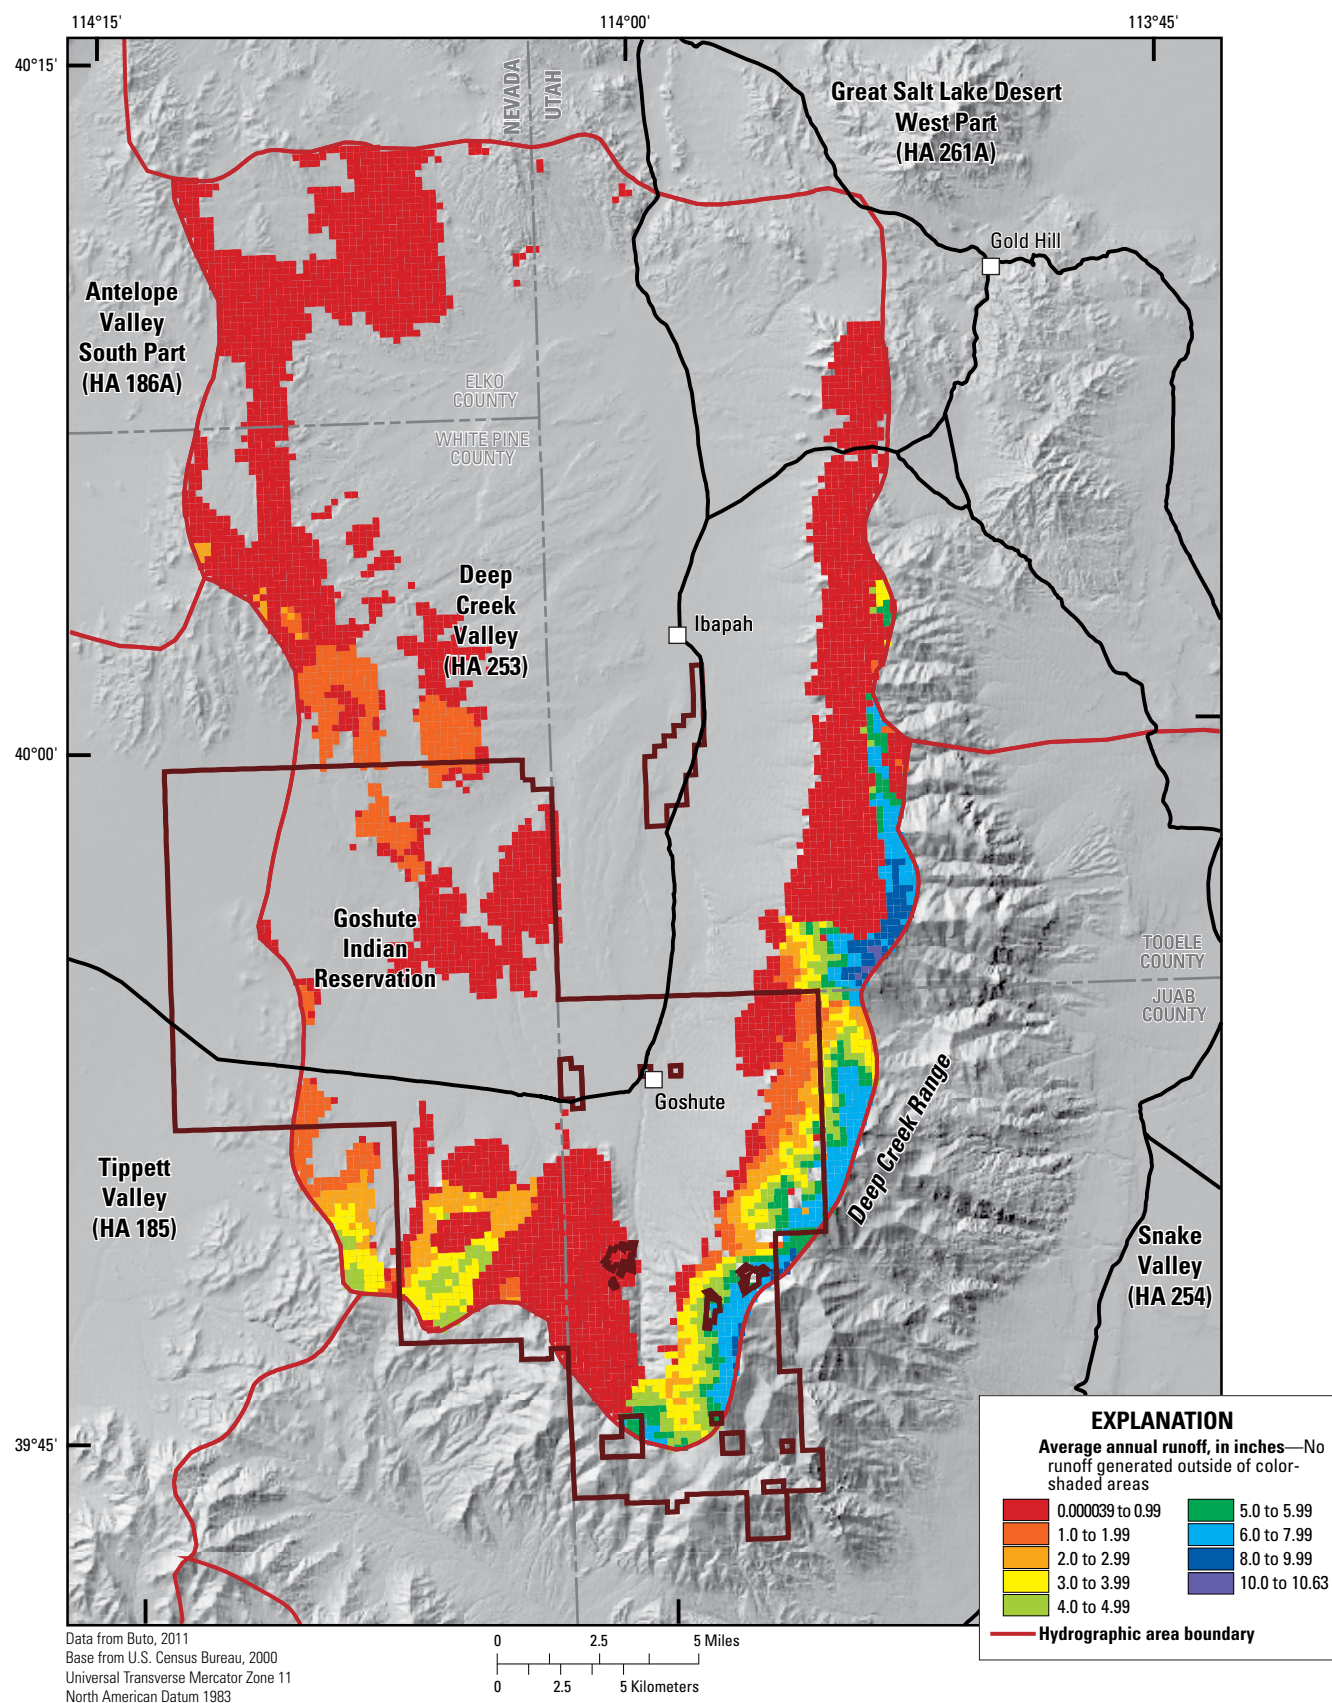 114°15'
114°00'
113°45'
40°15'
NEVADA
UTAH
Great Salt Lake Desert
West Part
(HA 261A)
Gold Hill
Antelope
Valley
South Part
(HA 186A)
ELKO
COUNTY
WHITE PINE
COUNTY
Deep
Creek
Valley
(HA 253)
Ibapah
40°00'
Goshute
Indian
Reservation
TOOELE
COUNTY
JUAB
COUNTY
Goshute
Deep Creek Range
Tippett
Valley
(HA 185)
Snake
Valley
(HA 254)
39°45'
EXPLANATION
Average annual runoff, in inches—No
runoff generated outside of color-
shaded areas
0.000039 to 0.99
1.0 to 1.99
2.0 to 2.99
3.0 to 3.99
4.0 to 4.99
5.0 to 5.99
6.0 to 7.99
8.0 to 9.99
10.0 to 10.63
Hydrographic area boundary
Data from Buto, 2011
Base from U.S. Census Bureau, 2000
Universal Transverse Mercator Zone 11
North American Datum 1983
0 2.5 5 Miles
0 2.5 5 Kilometers